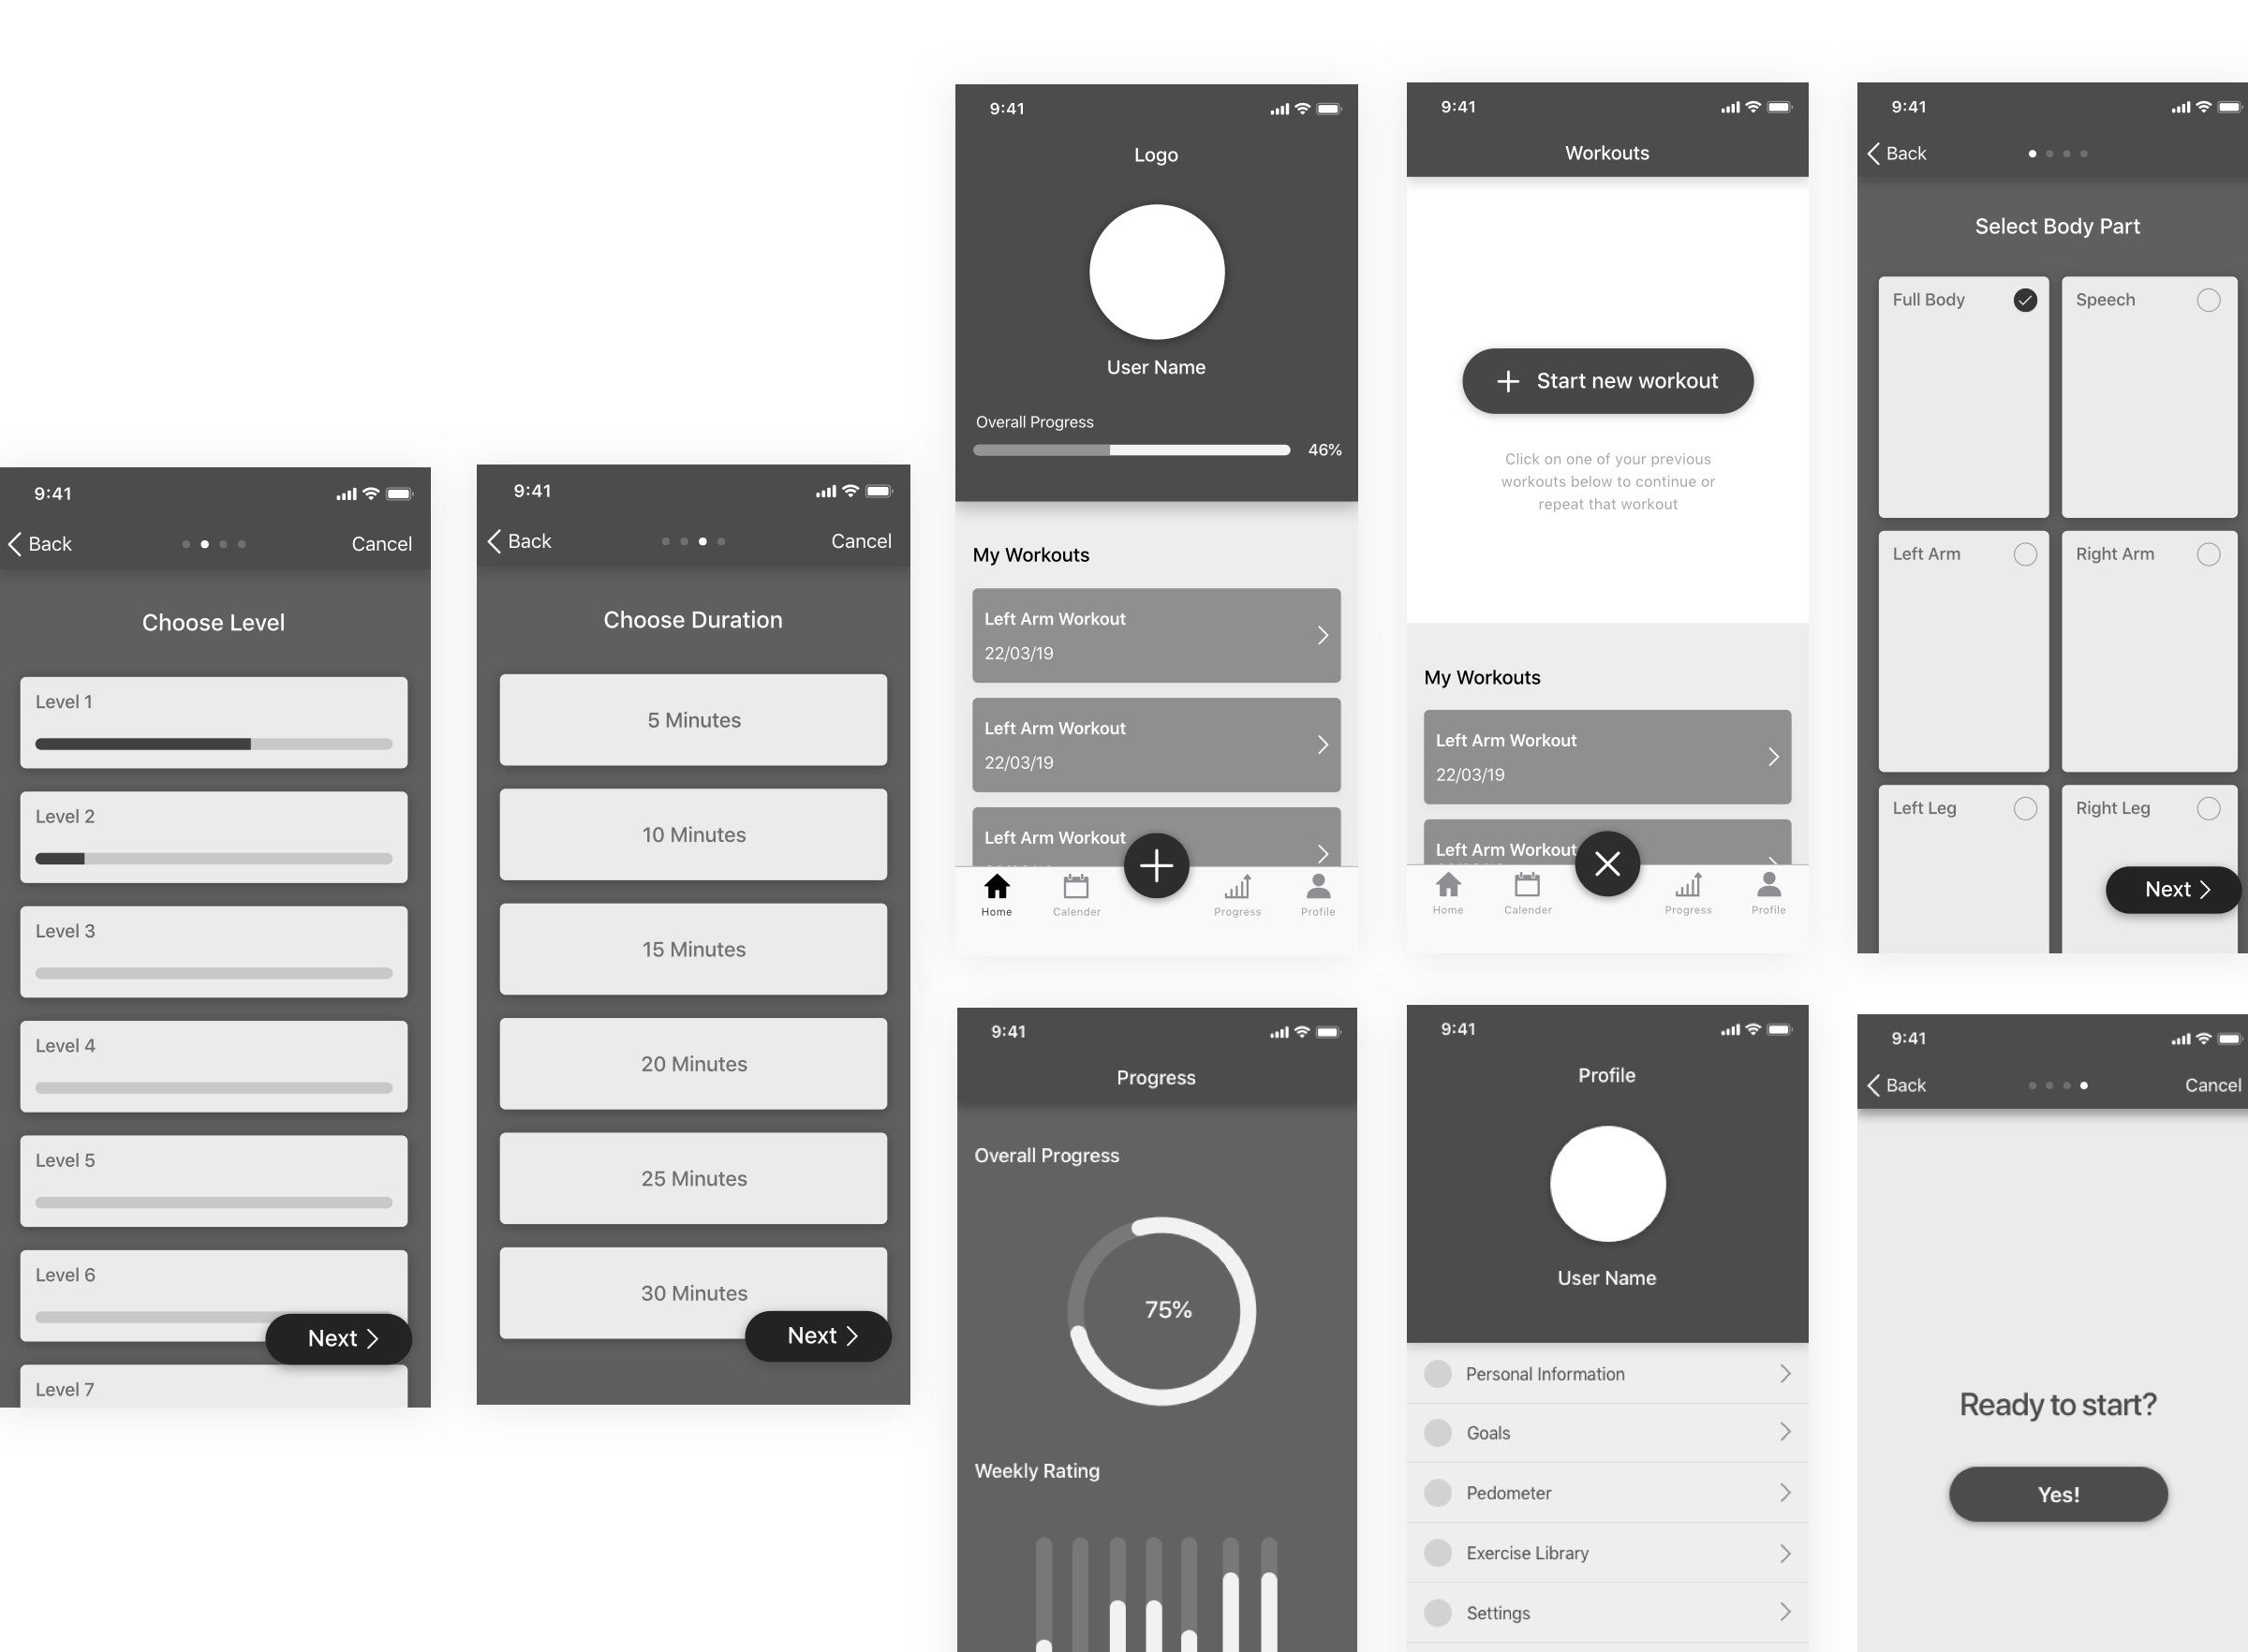 9:41
Back
Cancel
Choose Level
Level 1
Level 2
Level 3
Level 4
Level 5
Level 6
Next
Level 7
9:41
Back
Cancel
Choose Duration
5 Minutes
10 Minutes
15 Minutes
20 Minutes
25 Minutes
30 Minutes
Next
9:41
Logo
User Name
Overall Progress
46%
My Workouts
Left Arm Workout
22/03/19
Left Arm Workout
22/03/19
Left Arm Workout
Home
Calender
Progress
Profile
9:41
Workouts
Start new workout
Click on one of your previous
workouts below to continue or
repeat that workout
My Workouts
Left Arm Workout
22/03/19
Left Arm Workout
Home
Calender
Progress
Profile
9:41
Back
Select Body Part
Full Body
Speech
Left Arm
Right Arm
Left Leg
Right Leg
Next
9:41
Progress
Overall Progress
75%
Weekly Rating
9:41
Profile
User Name
Personal Information
Goals
Pedometer
Exercise Library
Settings
9:41
Back
Cancel
Ready to start?
Yes!